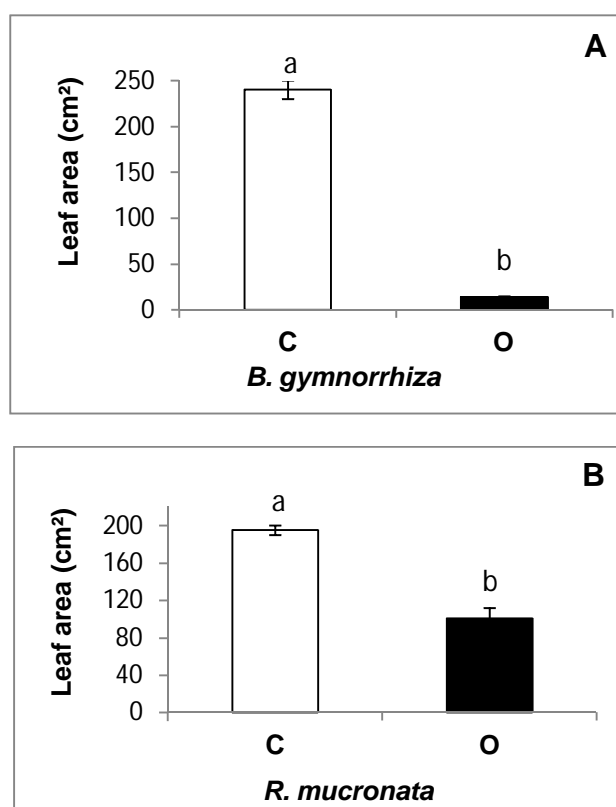 A
Leaf area (cm²)
250
200
150
100
50
0
a
b
C O
B. gymnorrhiza
B
Leaf area (cm²)
200
160
120
80
40
0
a
b
C O
R. mucronata